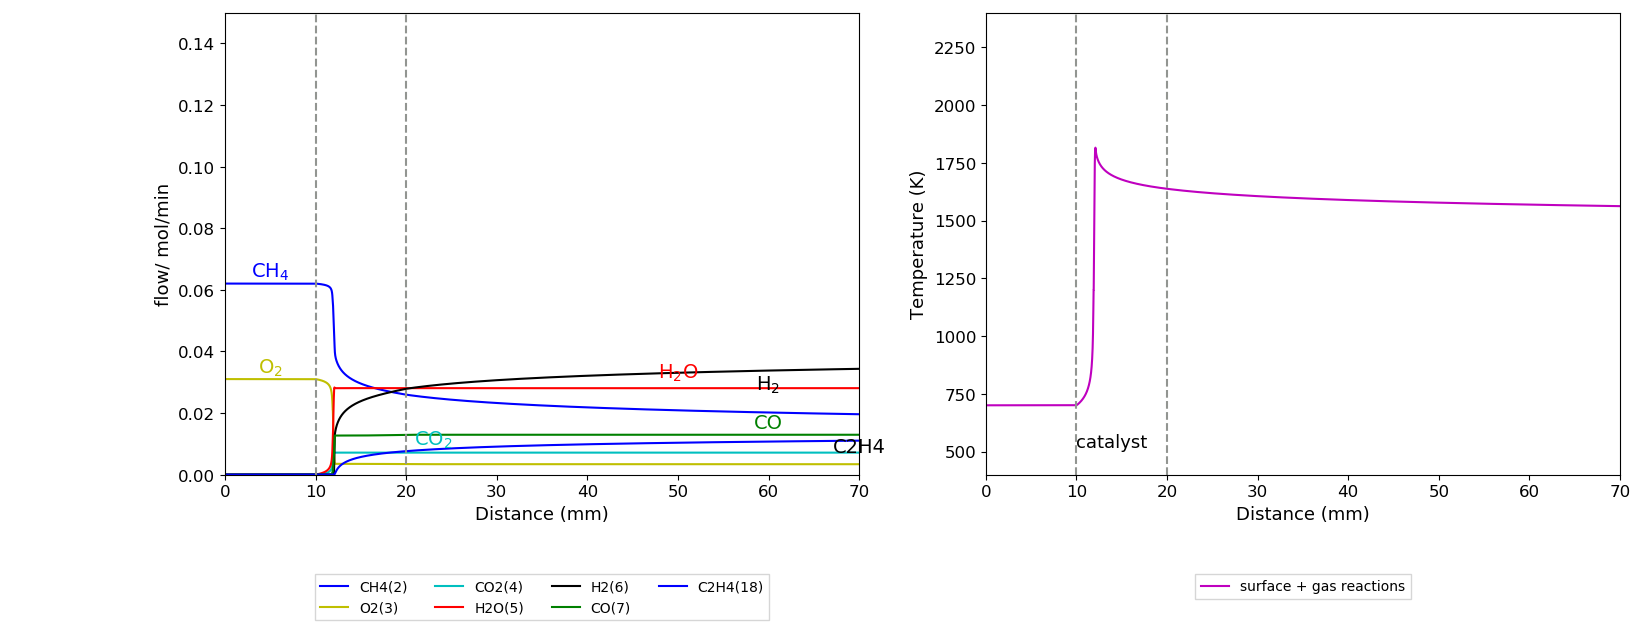 0.14
0.12
0.10
0.08
0.06
0.04
0.02
0.00
flow/ mol/min
CH₄
O₂
H₂O
H₂
CO
CO₂
C2H4
0 10 20 30 40 50 60 70
Distance (mm)
CH4(2) CO2(4) H2(6) C2H4(18)
O2(3) H2O(5) CO(7)
2250
2000
1750
1500
1250
1000
750
500
Temperature (K)
catalyst
0 10 20 30 40 50 60 70
Distance (mm)
surface + gas reactions